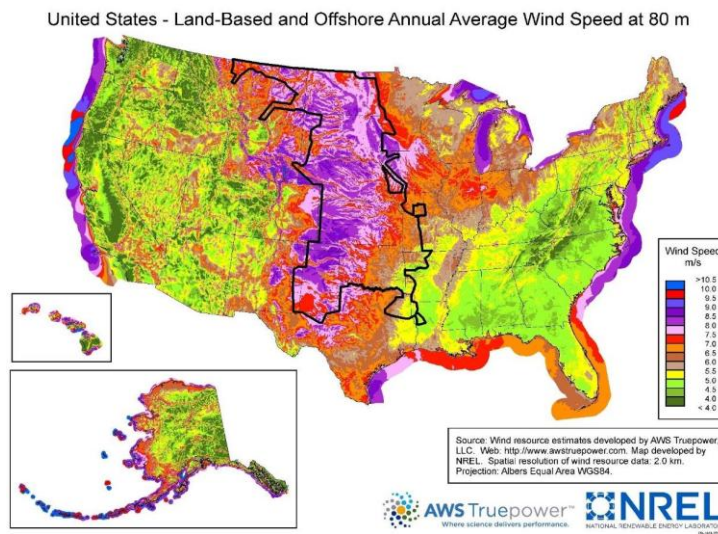 United States - Land-Based and Offshore Annual Average Wind Speed at 80 m
Wind Speed
m/s
>10.5
10.0
9.5
9.0
8.5
8.0
7.5
7.0
6.5
6.0
5.5
5.0
4.5
4.0
< 4.0
Source: Wind resource estimates developed by AWS Truepower,
LLC. Web: http://www.awstruepower.com. Map developed by
NREL. Spatial resolution of wind resource data: 2.0 km.
Projection: Albers Equal Area WGS84.
AWS Truepower™
Where science delivers performance.
NREL
NATIONAL RENEWABLE ENERGY LABORATO